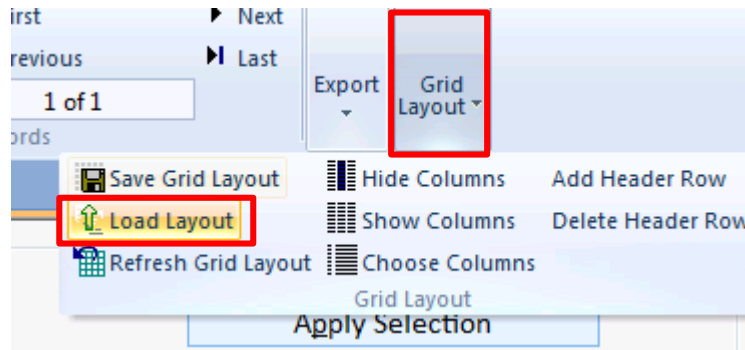 irst
Next
revious
Last
1 of 1
ords
Export
Grid
Layout
Save Grid Layout
Hide Columns
Add Header Row
Load Layout
Show Columns
Delete Header Row
Refresh Grid Layout
Choose Columns
Grid Layout
Apply Selection